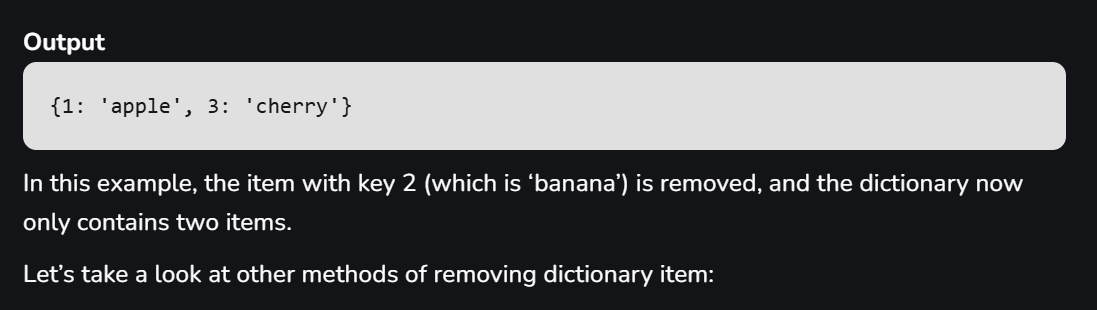 Output
{1: 'apple', 3: 'cherry'}
In this example, the item with key 2 (which is ‘banana’) is removed, and the dictionary now
only contains two items.
Let’s take a look at other methods of removing dictionary item: